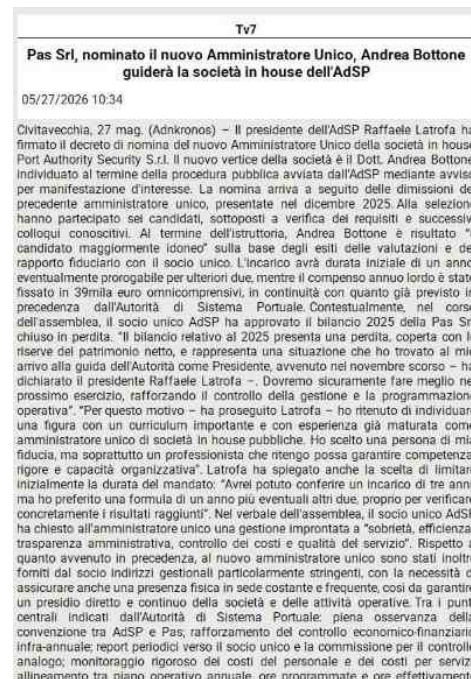 Tv7
Pas Srl, nominato il nuovo Amministratore Unico, Andrea Bottone
guiderà la società in house dell'AdSP
05/27/2026 10:34
Civitavecchia, 27 mag. (Adnkronos) – Il presidente dell'AdSP Raffaele Latrofa ha
firmato il decreto di nomina del nuovo Amministratore Unico della società in house
Port Authority Security S.r.l. Il nuovo vertice della società è il Dott. Andrea Bottone,
individuato al termine della procedura pubblica avviata dall'AdSP mediante avviso
per manifestazione d'interesse. La nomina arriva a seguito delle dimissioni del
precedente amministratore unico, presentate nel dicembre 2025. Alla selezione
hanno partecipato sei candidati, sottoposti a verifica dei requisiti e successivi
colloqui conoscitivi. Al termine dell'istruttoria, Andrea Bottone è risultato "il
candidato maggiormente idoneo" sulla base degli esiti delle valutazioni e del
rapporto fiduciario con il socio unico. L'incarico avrà durata iniziale di un anno,
eventualmente prorogabile per ulteriori due, mentre il compenso annuo lordo è stato
fissato in 39mila euro omnicomprensivi, in continuità con quanto già previsto in
precedenza dall'Autorità di Sistema Portuale. Contestualmente, nel corso
dell'assemblea, il socio unico AdSP ha approvato il bilancio 2025 della Pas Srl,
chiuso in perdita. "Il bilancio relativo al 2025 presenta una perdita, coperta con le
riserve del patrimonio netto, e rappresenta una situazione che ho trovato al mio
arrivo alla guida dell'Autorità come Presidente, avvenuto nel novembre scorso – ha
dichiarato il presidente Raffaele Latrofa –. Dovremo sicuramente fare meglio nel
prossimo esercizio, rafforzando il controllo della gestione e la programmazione
operativa". "Per questo motivo – ha proseguito Latrofa – ho ritenuto di individuare
una figura con un curriculum importante e con esperienza già maturata come
amministratore unico di società in house pubbliche. Ho scelto una persona di mia
fiducia, ma soprattutto un professionista che ritengo possa garantire competenza,
rigore e capacità organizzativa". Latrofa ha spiegato anche la scelta di limitare
inizialmente la durata del mandato: "Avrei potuto conferire un incarico di tre anni,
ma ho preferito una formula di un anno più eventuali altri due, proprio per verificare
concretamente i risultati raggiunti". Nel verbale dell'assemblea, il socio unico AdSP
ha chiesto all'amministratore unico una gestione improntata a "sobrietà, efficienza,
trasparenza amministrativa, controllo dei costi e qualità del servizio". Rispetto a
quanto avvenuto in precedenza, al nuovo amministratore unico sono stati inoltre
forniti dal socio indirizzi gestionali particolarmente stringenti, con la necessità di
assicurare anche una presenza fisica in sede costante e frequente, così da garantire
un presidio diretto e continuo della società e delle attività operative. Tra i punti
centrali indicati dall'Autorità di Sistema Portuale: piena osservanza della
convenzione tra AdSP e Pas; rafforzamento del controllo economico-finanziario
infra-annuale; report periodici verso il socio unico e la commissione per il controllo
analogo; monitoraggio rigoroso dei costi del personale e dei costi per servizi;
allineamento tra piano operativo annuale, ore programmate e ore effettivamente